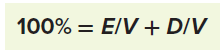 100% = E/V + D/V